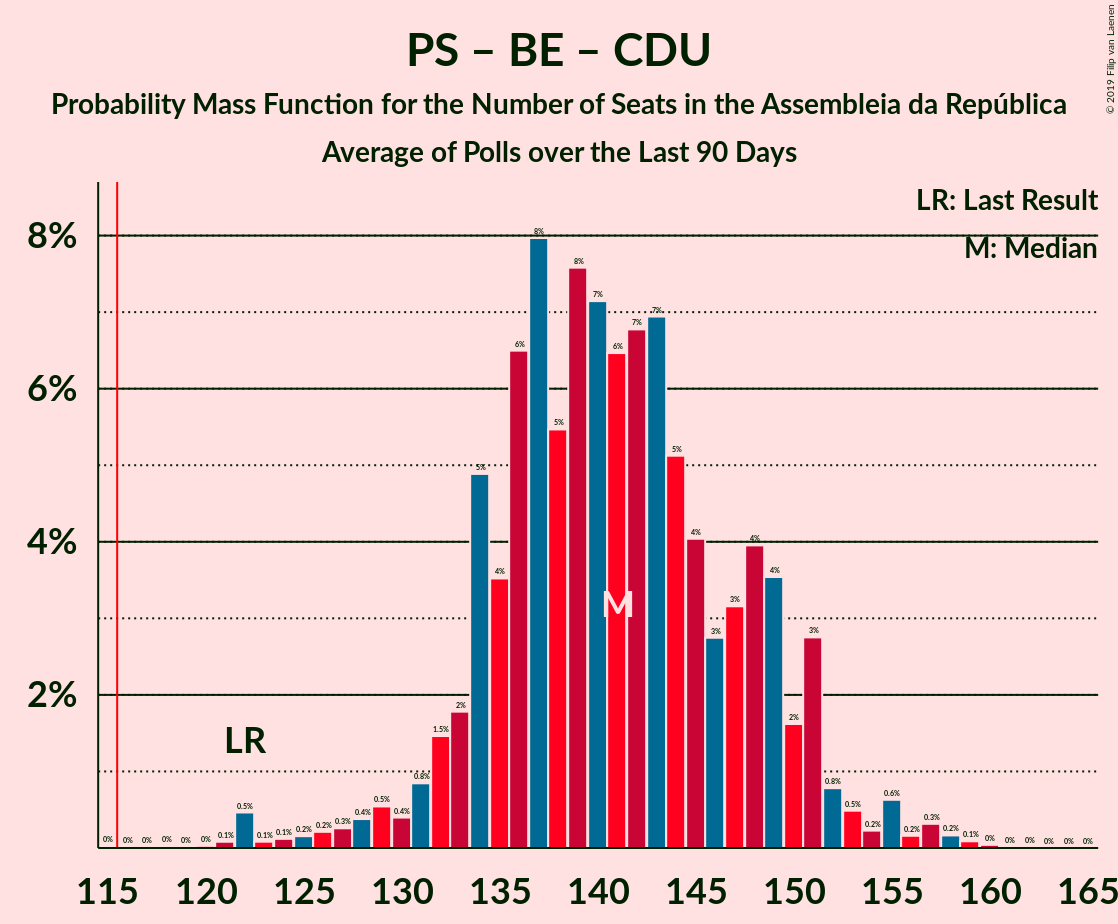 PS – BE – CDU
Probability Mass Function for the Number of Seats in the Assembleia da República
Average of Polls over the Last 90 Days
© 2019 Filip van Laenen
LR: Last Result
M: Median
8%
6%
4%
2%
LR
M
0% 0% 0% 0% 0% 0% 0.1% 0.5% 0.1% 0.1% 0.2% 0.2% 0.3% 0.4% 0.5% 0.4% 0.8% 1.5% 2% 5% 4% 6% 8% 5% 8% 7% 6% 7% 7% 5% 4% 3% 3% 4% 4% 2% 3% 0.8% 0.5% 0.2% 0.6% 0.2% 0.3% 0.2% 0.1% 0% 0% 0% 0% 0% 0%
115 120 125 130 135 140 145 150 155 160 165